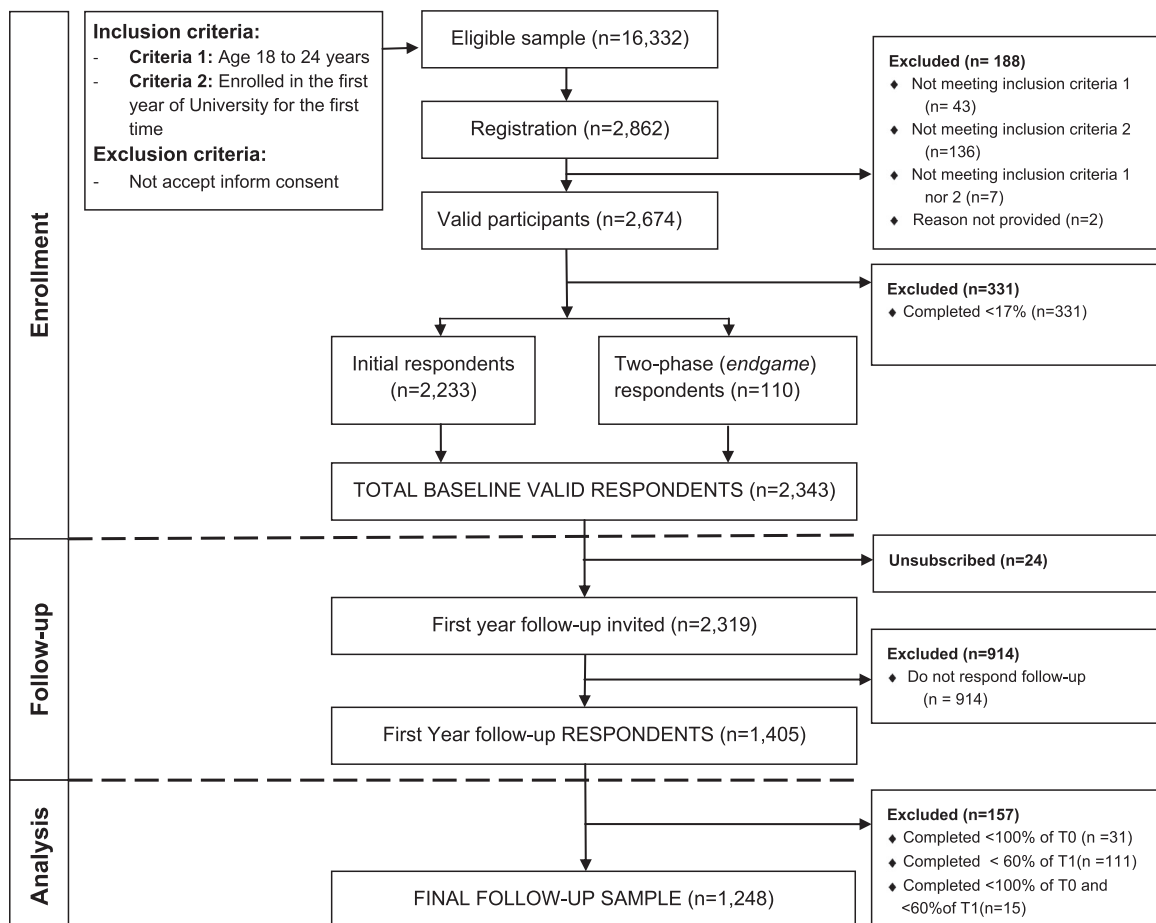 Enrollment
Inclusion criteria:
- Criteria 1: Age 18 to 24 years
- Criteria 2: Enrolled in the first
year of University for the first
time
Exclusion criteria:
- Not accept inform consent
Eligible sample (n=16,332)
Registration (n=2,862)
Excluded (n= 188)
♦ Not meeting inclusion criteria 1
(n= 43)
♦ Not meeting inclusion criteria 2
(n=136)
♦ Not meeting inclusion criteria 1
nor 2 (n=7)
♦ Reason not provided (n=2)
Valid participants (n=2,674)
Excluded (n=331)
♦ Completed <17% (n=331)
Initial respondents
(n=2,233)
Two-phase (endgame)
respondents (n=110)
TOTAL BASELINE VALID RESPONDENTS (n=2,343)
Follow-up
Unsubscribed (n=24)
First year follow-up invited (n=2,319)
Excluded (n=914)
♦ Do not respond follow-up
(n = 914)
First Year follow-up RESPONDENTS (n=1,405)
Analysis
Excluded (n=157)
♦ Completed <100% of T0 (n =31)
♦ Completed < 60% of T1(n =111)
♦ Completed <100% of T0 and
<60%of T1(n=15)
FINAL FOLLOW-UP SAMPLE (n=1,248)